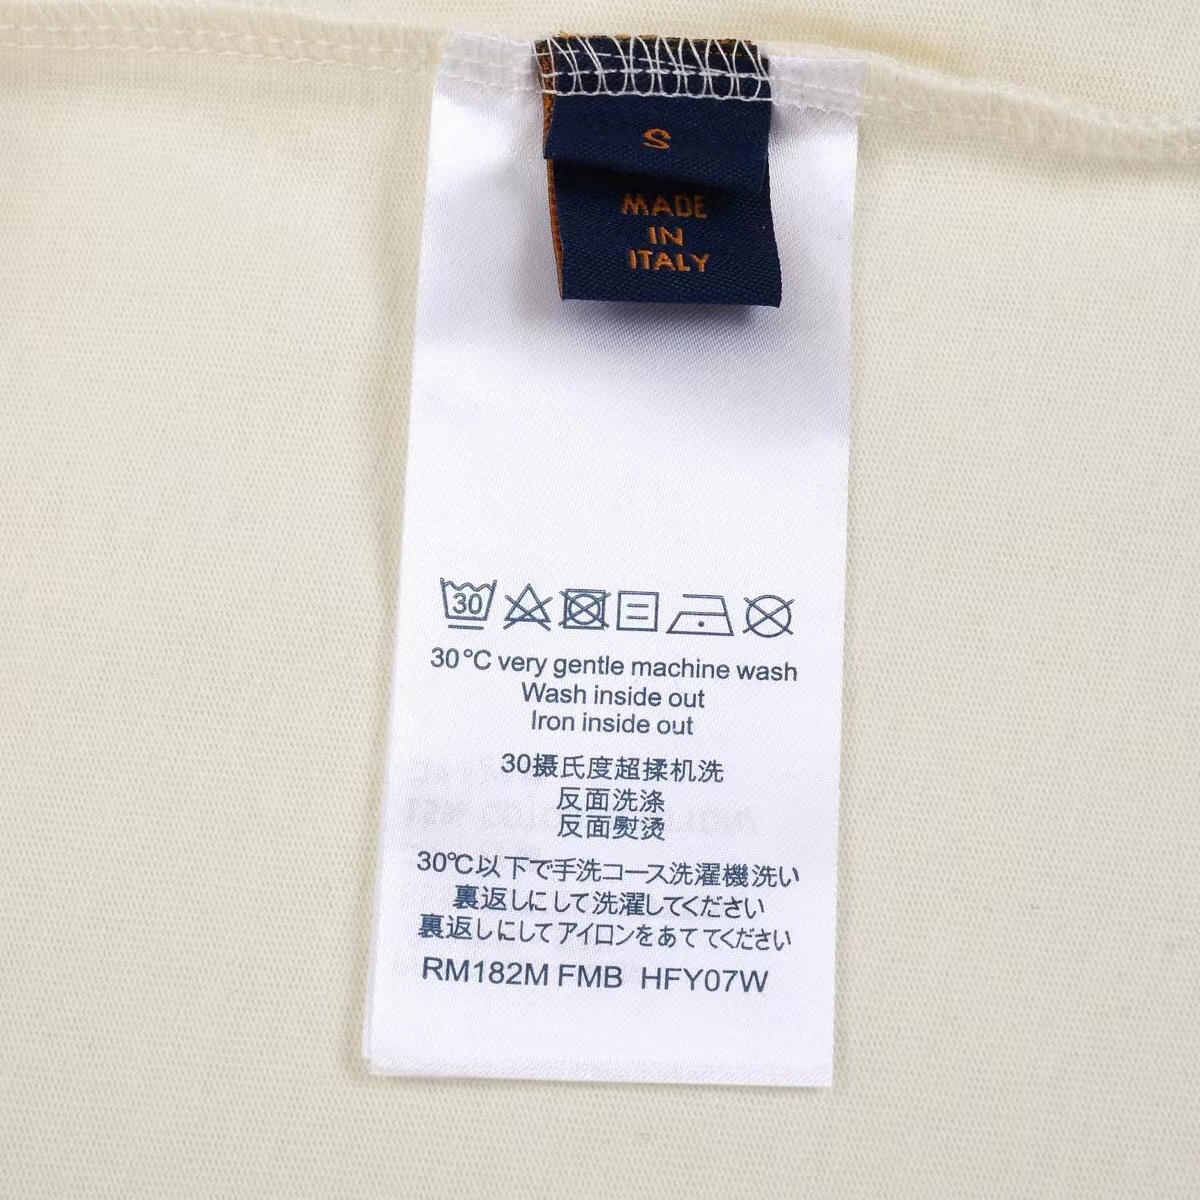 S
MADE
IN
ITALY
30
30°C very gentle machine wash
Wash inside out
Iron inside out
30摄氏度超揉机洗
反面洗涤
反面熨烫
30℃以下で手洗コース洗濯機洗い
裏返しにして洗濯してください
裏返しにしてアイロンをあててください
RM182M FMB HFY07W